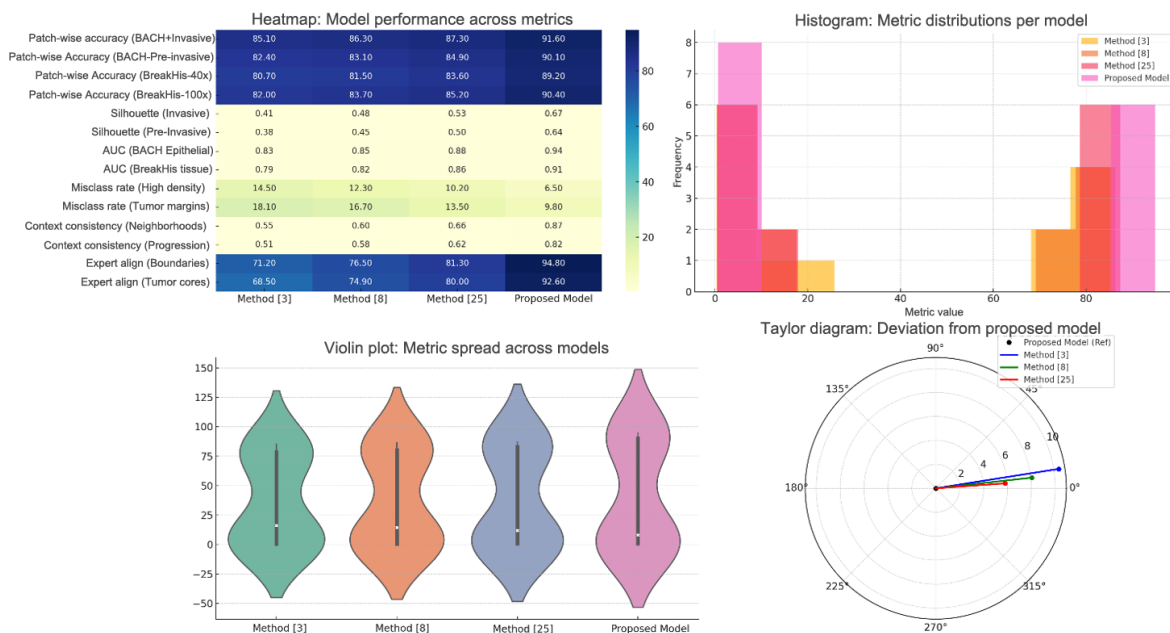 Heatmap: Model performance across metrics
Patch-wise accuracy (BACH+Invasive) 85.10 86.30 87.30 91.60
Patch-wise Accuracy (BACH-Pre-invasive) 82.40 83.10 84.90 90.10
Patch-wise Accuracy (BreakHis-40x) 80.70 81.50 83.60 89.20
Patch-wise Accuracy (BreakHis-100x) 82.00 83.70 85.20 90.40
Silhouette (Invasive) 0.41 0.48 0.53 0.67
Silhouette (Pre-Invasive) 0.38 0.45 0.50 0.64
AUC (BACH Epithelial) 0.83 0.85 0.88 0.94
AUC (BreakHis tissue) 0.79 0.82 0.86 0.91
Misclass rate (High density) 14.50 12.30 10.20 6.50
Misclass rate (Tumor margins) 18.10 16.70 13.50 9.80
Context consistency (Neighborhoods) 0.55 0.60 0.66 0.87
Context consistency (Progression) 0.51 0.58 0.62 0.82
Expert align (Boundaries) 71.20 76.50 81.30 94.80
Expert align (Tumor cores) 68.50 74.90 80.00 92.60
Method [3] Method [8] Method [25] Proposed Model
80
60
40
20
Histogram: Metric distributions per model
Method [3]
Method [8]
Method [25]
Proposed Model
Frequency
8
7
6
5
4
3
2
1
0
0 20 40 60 80
Metric value
Violin plot: Metric spread across models
150
125
100
75
50
25
0
−25
−50
Method [3] Method [8] Method [25] Proposed Model
Taylor diagram: Deviation from proposed model
Proposed Model (Ref)
Method [3]
Method [8]
Method [25]
90°
45°
135°
10
8
6
4
2
180°
0°
225°
315°
270°